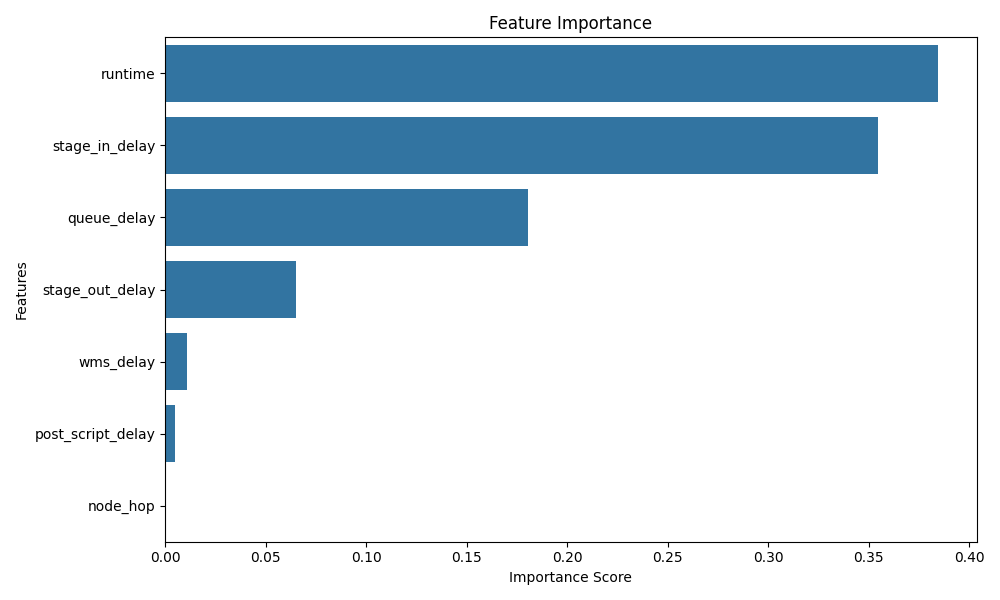 Feature Importance
Features
runtime
stage_in_delay
queue_delay
stage_out_delay
wms_delay
post_script_delay
node_hop
0.00 0.05 0.10 0.15 0.20 0.25 0.30 0.35 0.40
Importance Score